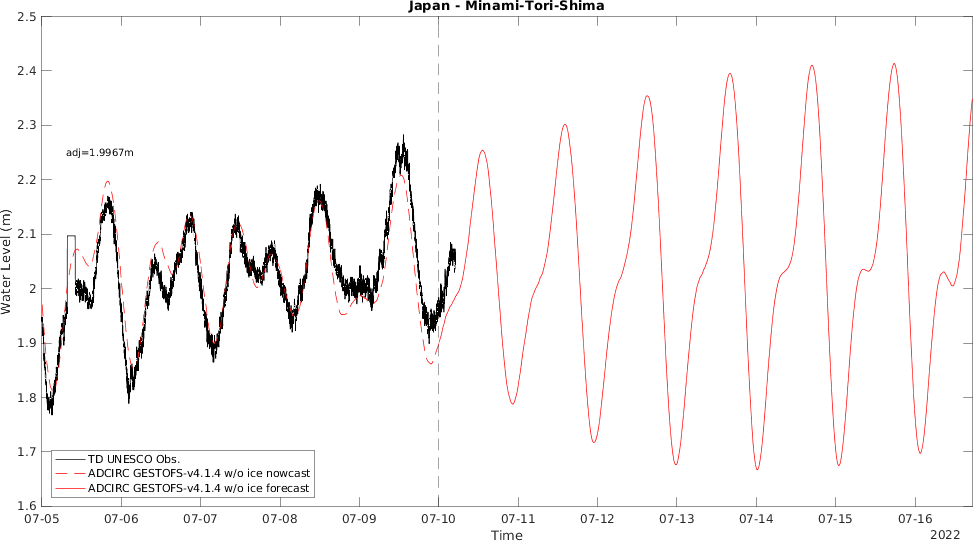 Japan - Minami-Tori-Shima
2.5
2.4
2.3
2.2
2.1
2
1.9
1.8
1.7
1.6
Water Level (m)
adj=1.9967m
TD UNESCO Obs.
ADCIRC GESTOFS-v4.1.4 w/o ice nowcast
ADCIRC GESTOFS-v4.1.4 w/o ice forecast
07-05 07-06 07-07 07-08 07-09 07-10 07-11 07-12 07-13 07-14 07-15 07-16
Time
2022